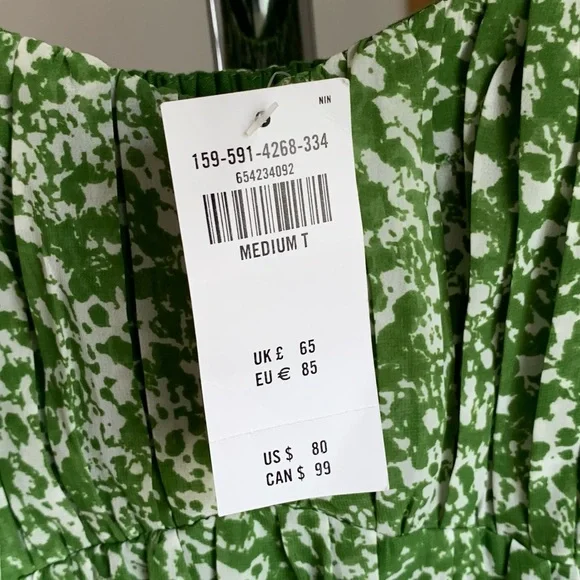 NIN
159-591-4268-334
654234092
MEDIUM T
UK £ 65
EU € 85
US $ 80
CAN $ 99